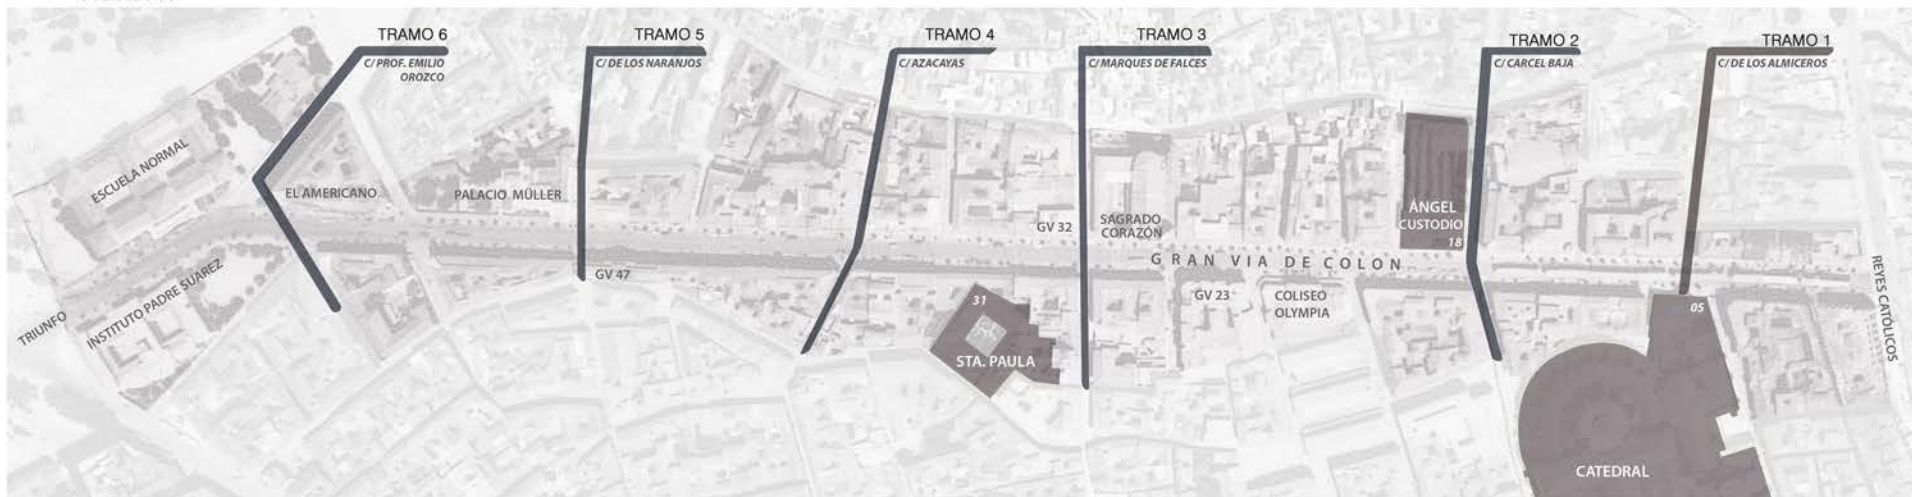 TRAMO 6
C/ PROF. EMILIO
OROZCO
TRAMO 5
C/ DE LOS NARANJOS
TRAMO 4
C/ AZACAYAS
TRAMO 3
C/ MARQUES DE FALCES
TRAMO 2
C/ CARCEL BAJA
TRAMO 1
C/ DE LOS ALMICEROS
ESCUELA NORMAL
EL AMERICANO
PALACIO MÜLLER
GV 32
SAGRADO
CORAZÓN
ÁNGEL
CUSTODIO
18
GRAN VIA DE COLON
TRIUNFO
INSTITUTO PADRE SUAREZ
GV 47
31
STA. PAULA
GV 23
COLISEO
OLYMPIA
05
CATEDRAL
REYES CATÓLICOS